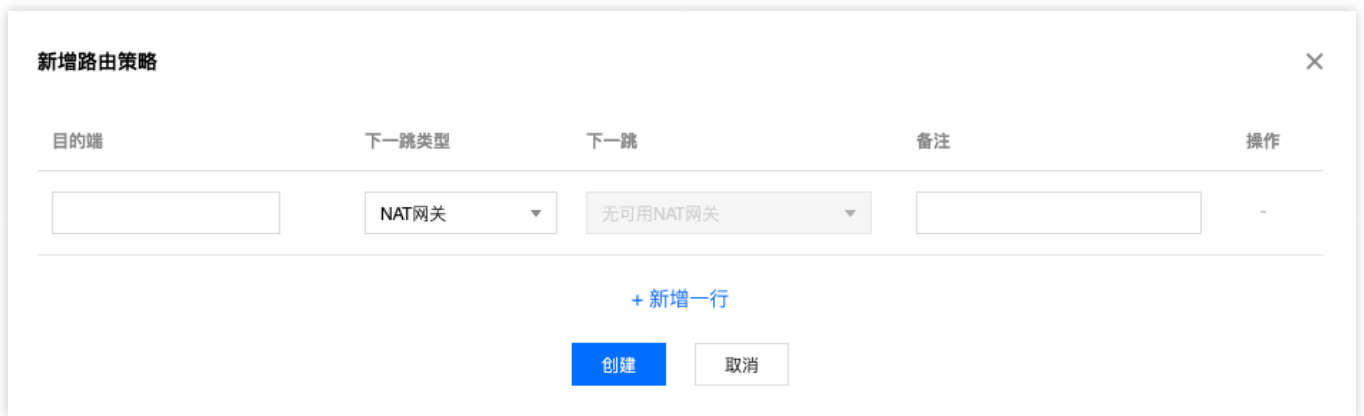 新增路由策略
目的端 下一跳类型 下一跳 备注 操作
NAT网关 无可用NAT网关 -
+ 新增一行
创建 取消